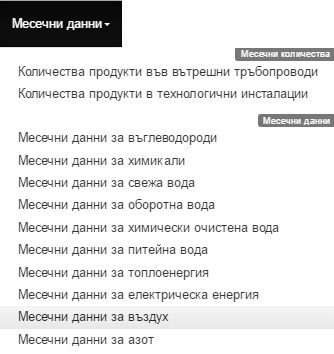 Месечни данни
Месечни количества
Количества продукти във вътрешни тръбопроводи
Количества продукти в технологични инсталации
Месечни данни
Месечни данни за въглеводороди
Месечни данни за химикали
Месечни данни за свежа вода
Месечни данни за оборотна вода
Месечни данни за химически очистена вода
Месечни данни за питейна вода
Месечни данни за топлоенергия
Месечни данни за електрическа енергия
Месечни данни за въздух
Месечни данни за азот